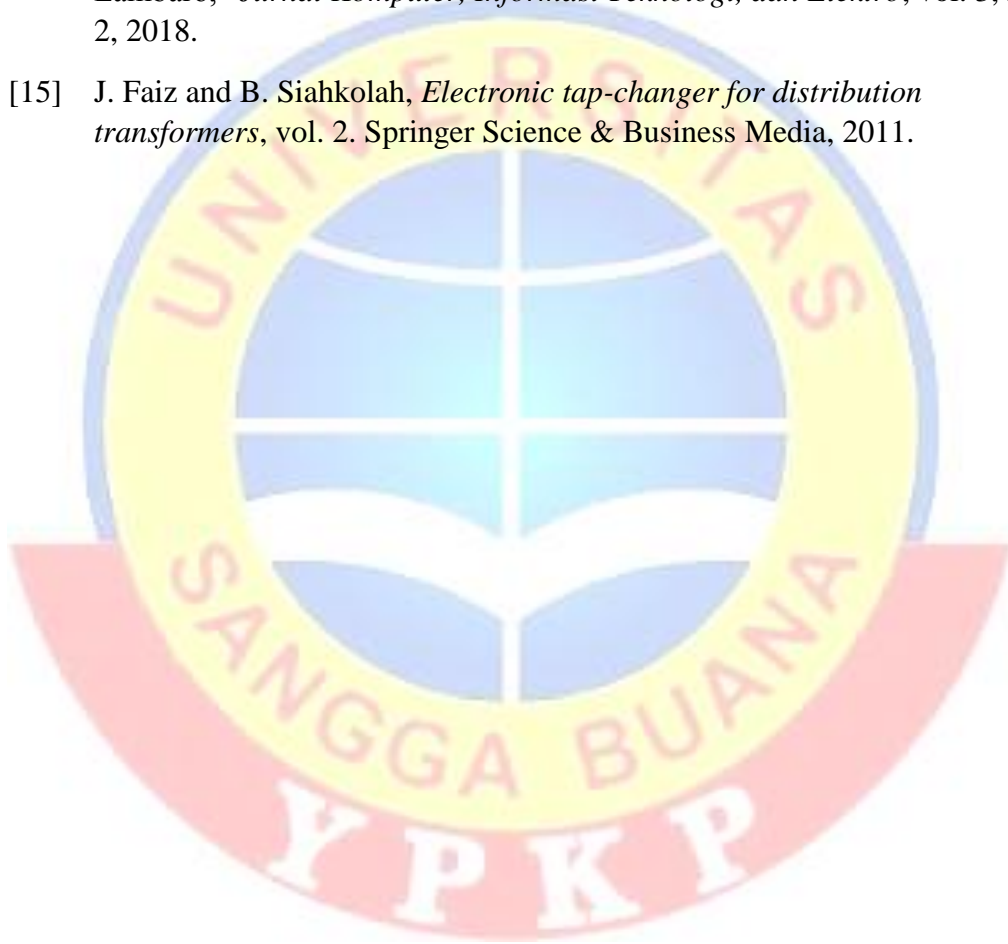 2, 2018.
[15] J. Faiz and B. Siahkolah, Electronic tap-changer for distribution
transformers, vol. 2. Springer Science & Business Media, 2011.
UNIVERSITAS
SANGGA BUANA
YPKP